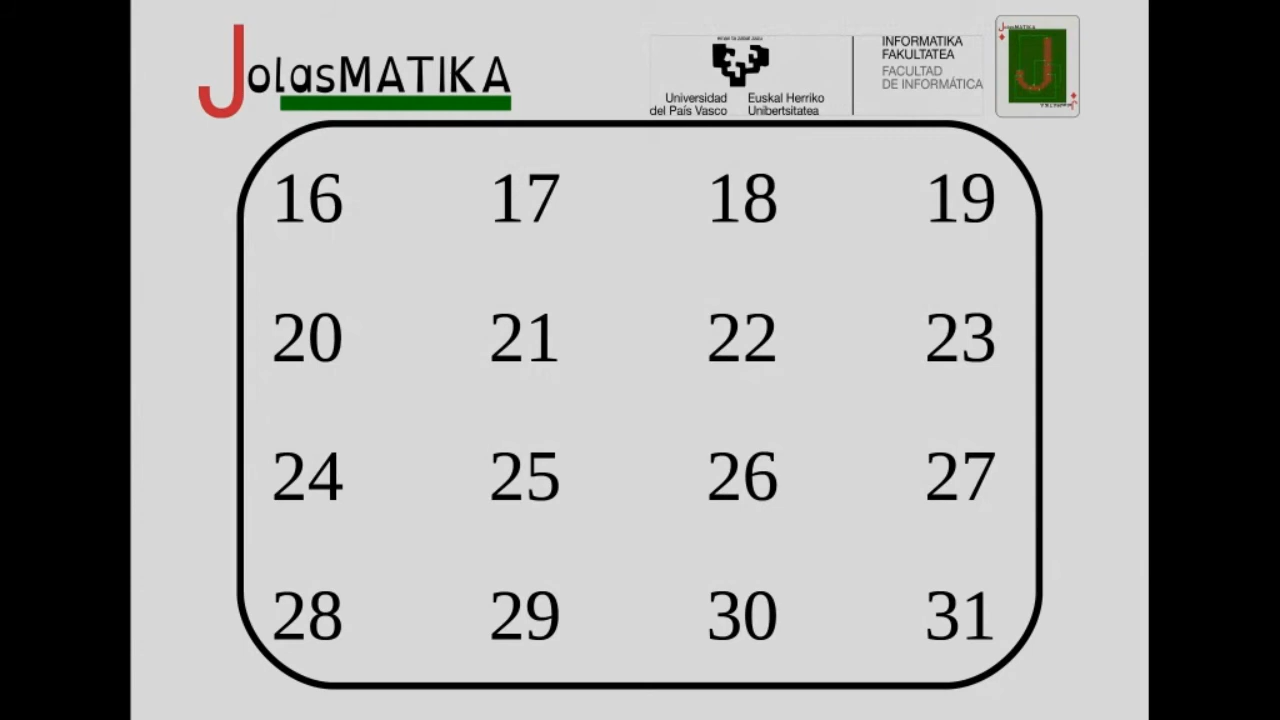 JolasMATIKA
Universidad
del País Vasco
Euskal Herriko
Unibertsitatea
INFORMATIKA
FAKULTATEA
FACULTAD
DE INFORMÁTICA
JolasMATIKA
J
16 17 18 19
20 21 22 23
24 25 26 27
28 29 30 31